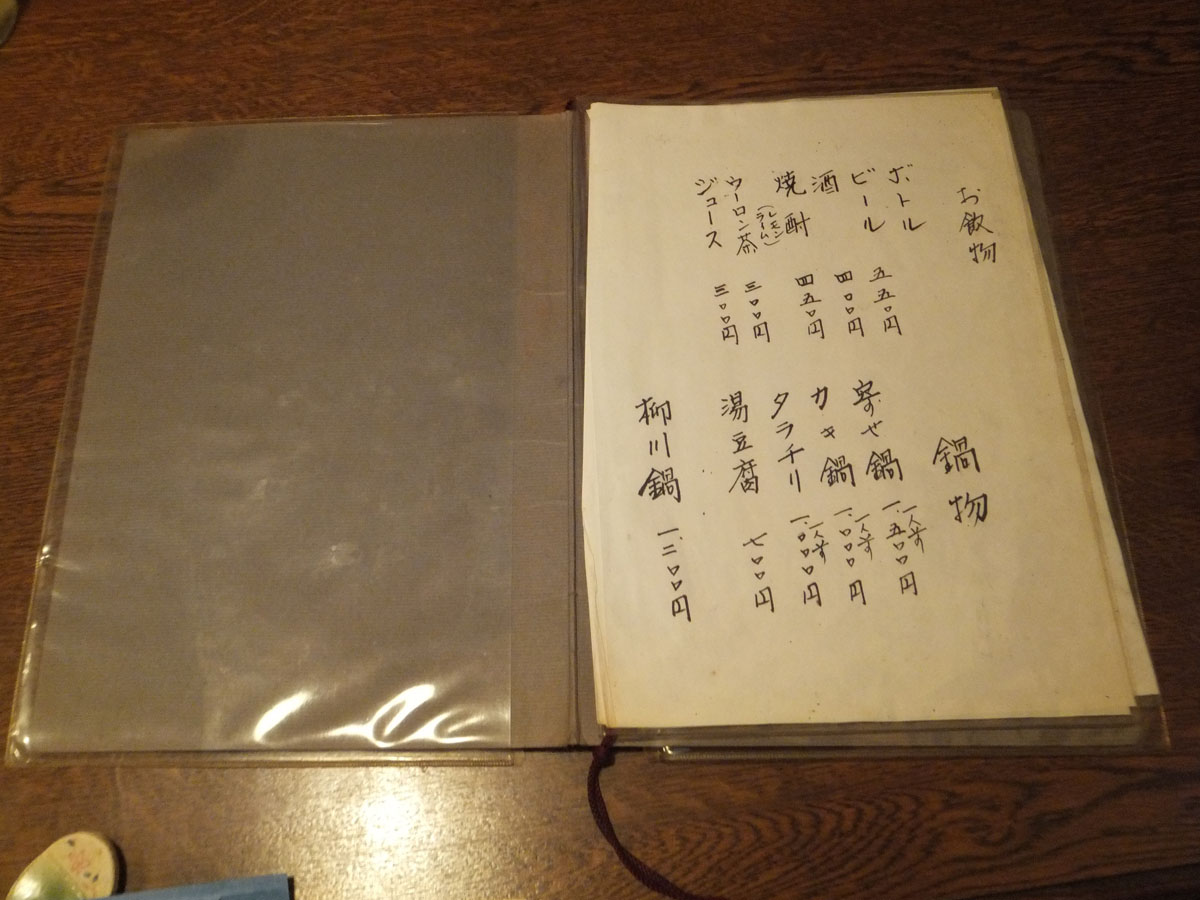 お飲物
ボトル
ビール 五五〇円
酒 四〇〇円
焼酎 四五〇円
(レモン
ライム)
ウーロン茶 三〇〇円
ジュース 三〇〇円
鍋物
寄せ鍋 一人前 一、五〇〇円
カキ鍋 一人前 一、〇〇〇円
タラチリ 一人前 一、〇〇〇円
湯豆腐 七〇〇円
柳川鍋 一、二〇〇円